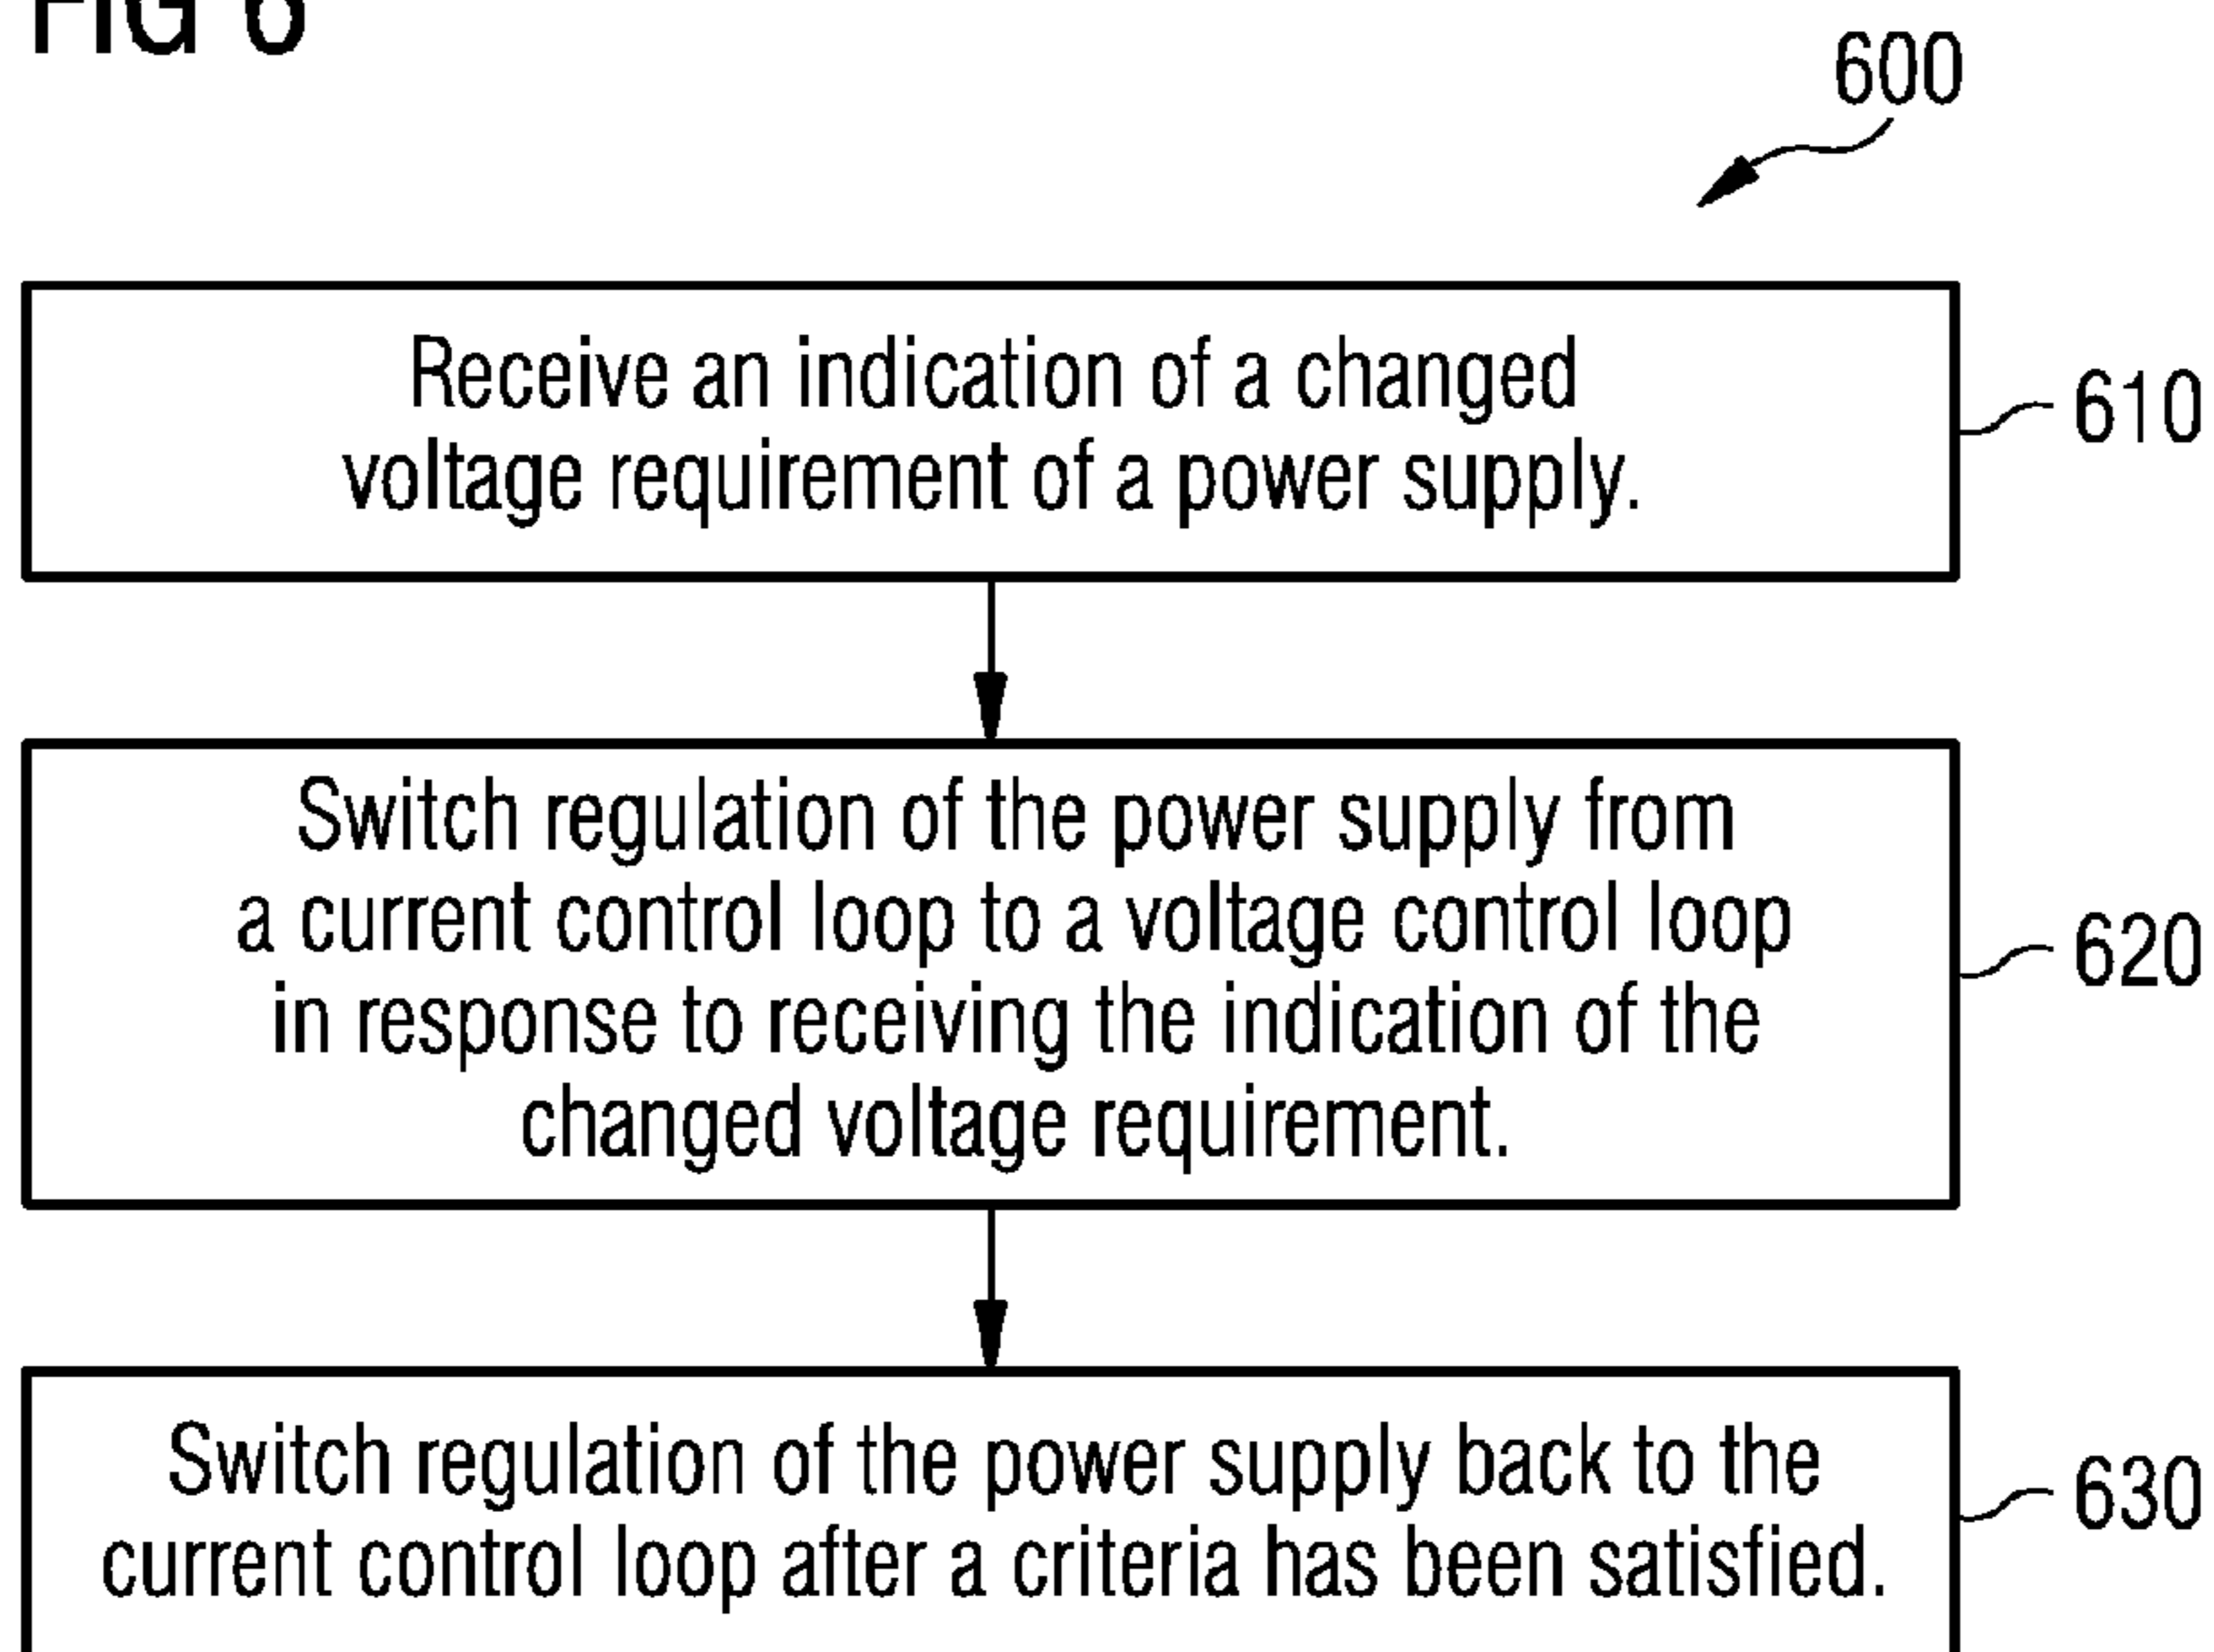 FIG 6
600
Receive an indication of a changed
voltage requirement of a power supply.
610
Switch regulation of the power supply from
a current control loop to a voltage control loop
in response to receiving the indication of the
changed voltage requirement.
620
Switch regulation of the power supply back to the
current control loop after a criteria has been satisfied.
630